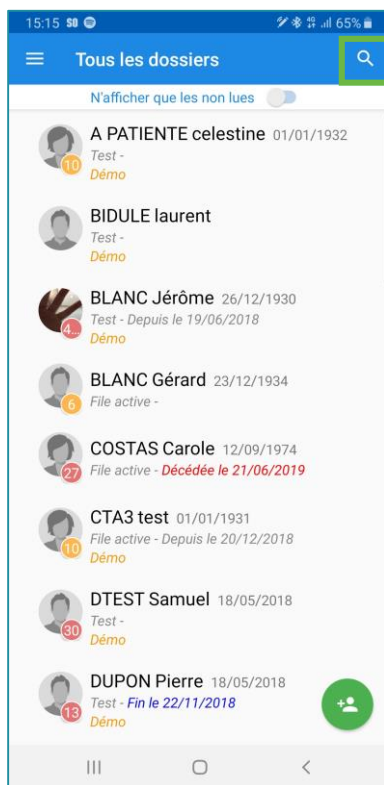 15:15 65%
Tous les dossiers
N'afficher que les non lues
A PATIENTE celestine 01/01/1932
Test -
10
Démo
BIDULE laurent
Test -
Démo
BLANC Jérôme 26/12/1930
Test - Depuis le 19/06/2018
4...
Démo
BLANC Gérard 23/12/1934
File active -
6
COSTAS Carole 12/09/1974
File active - Décédée le 21/06/2019
27
CTA3 test 01/01/1931
File active - Depuis le 20/12/2018
10
Démo
DTEST Samuel 18/05/2018
Test -
30
Démo
DUPON Pierre 18/05/2018
Test - Fin le 22/11/2018
13
Démo